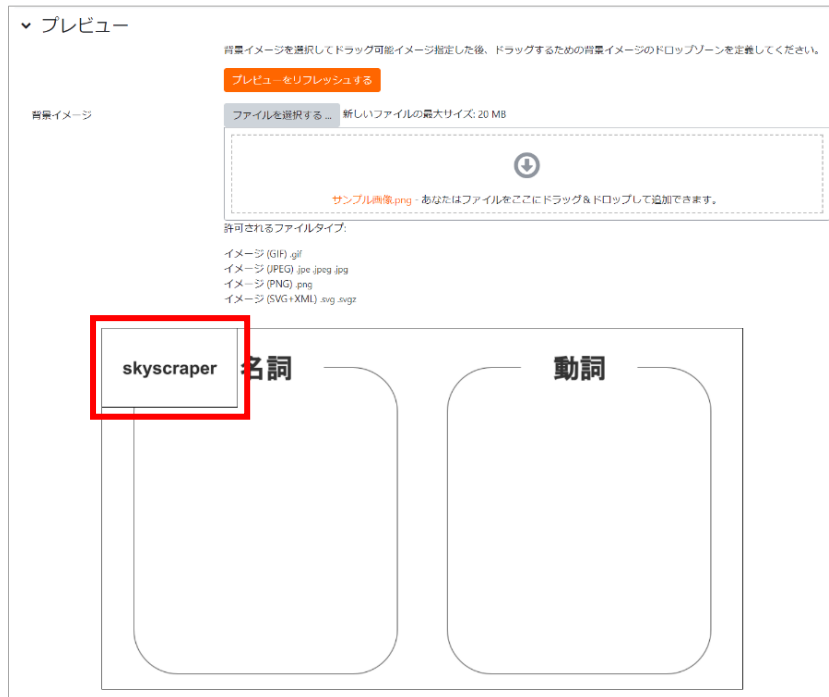 プレビュー
背景イメージを選択してドラッグ可能イメージ指定した後、ドラッグするための背景イメージのドロップゾーンを定義してください。
プレビューをリフレッシュする
背景イメージ
ファイルを選択する ...
新しいファイルの最大サイズ: 20 MB
サンプル画像.png - あなたはファイルをここにドラッグ＆ドロップして追加できます。
許可されるファイルタイプ:
イメージ (GIF) .gif
イメージ (JPEG) .jpe .jpeg .jpg
イメージ (PNG) .png
イメージ (SVG+XML) .svg .svgz
skyscraper
名詞
動詞